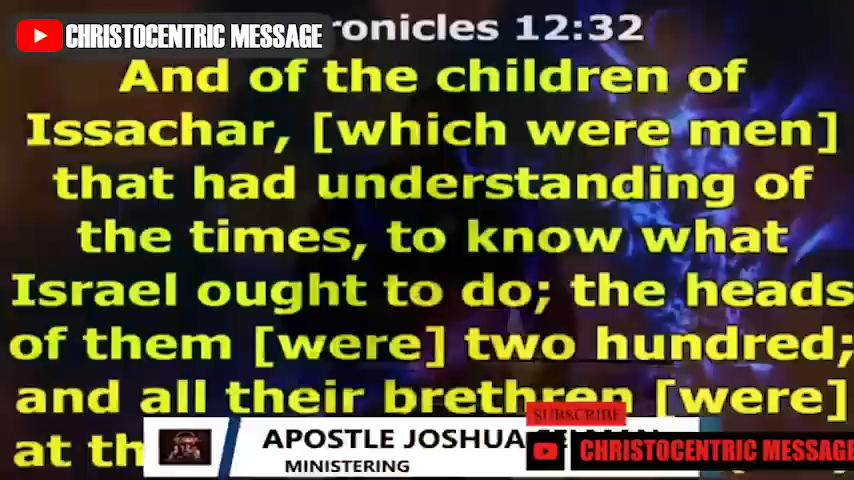 CHRISTOCENTRIC MESSAGE
ronicles 12:32
And of the children of
Issachar, [which were men]
that had understanding of
the times, to know what
Israel ought to do; the heads
of them [were] two hundred;
and all their brethren [were]
at th
SUBSCRIBE
APOSTLE JOSHUA
MINISTERING
CHRISTOCENTRIC MESSAGE